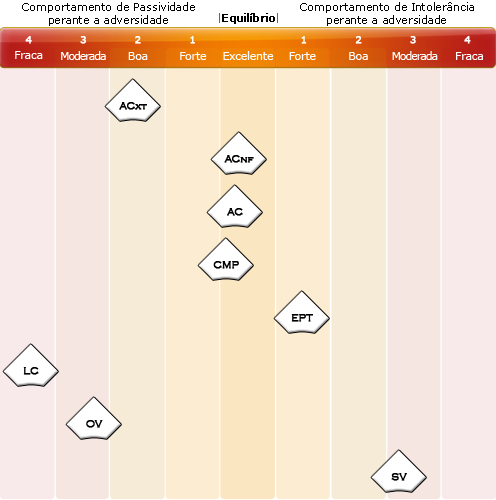 Comportamento de Passividade
perante a adversidade
|Equilíbrio|
Comportamento de Intolerância
perante a adversidade
4 3 2 1 1 2 3 4
Fraca Moderada Boa Forte Excelente Forte Boa Moderada Fraca
ACXT
ACNF
AC
CMP
EPT
LC
OV
SV